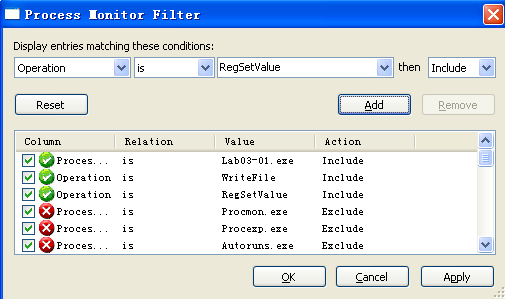 Process Monitor Filter
Display entries matching these conditions:
Operation is RegSetValue then Include
Reset Add Remove
Column Relation Value Action
Proces... is Lab03-01.exe Include
Operation is WriteFile Include
Operation is RegSetValue Include
Proces... is Procmon.exe Exclude
Proces... is Procexp.exe Exclude
Proces... is Autoruns.exe Exclude
OK Cancel Apply